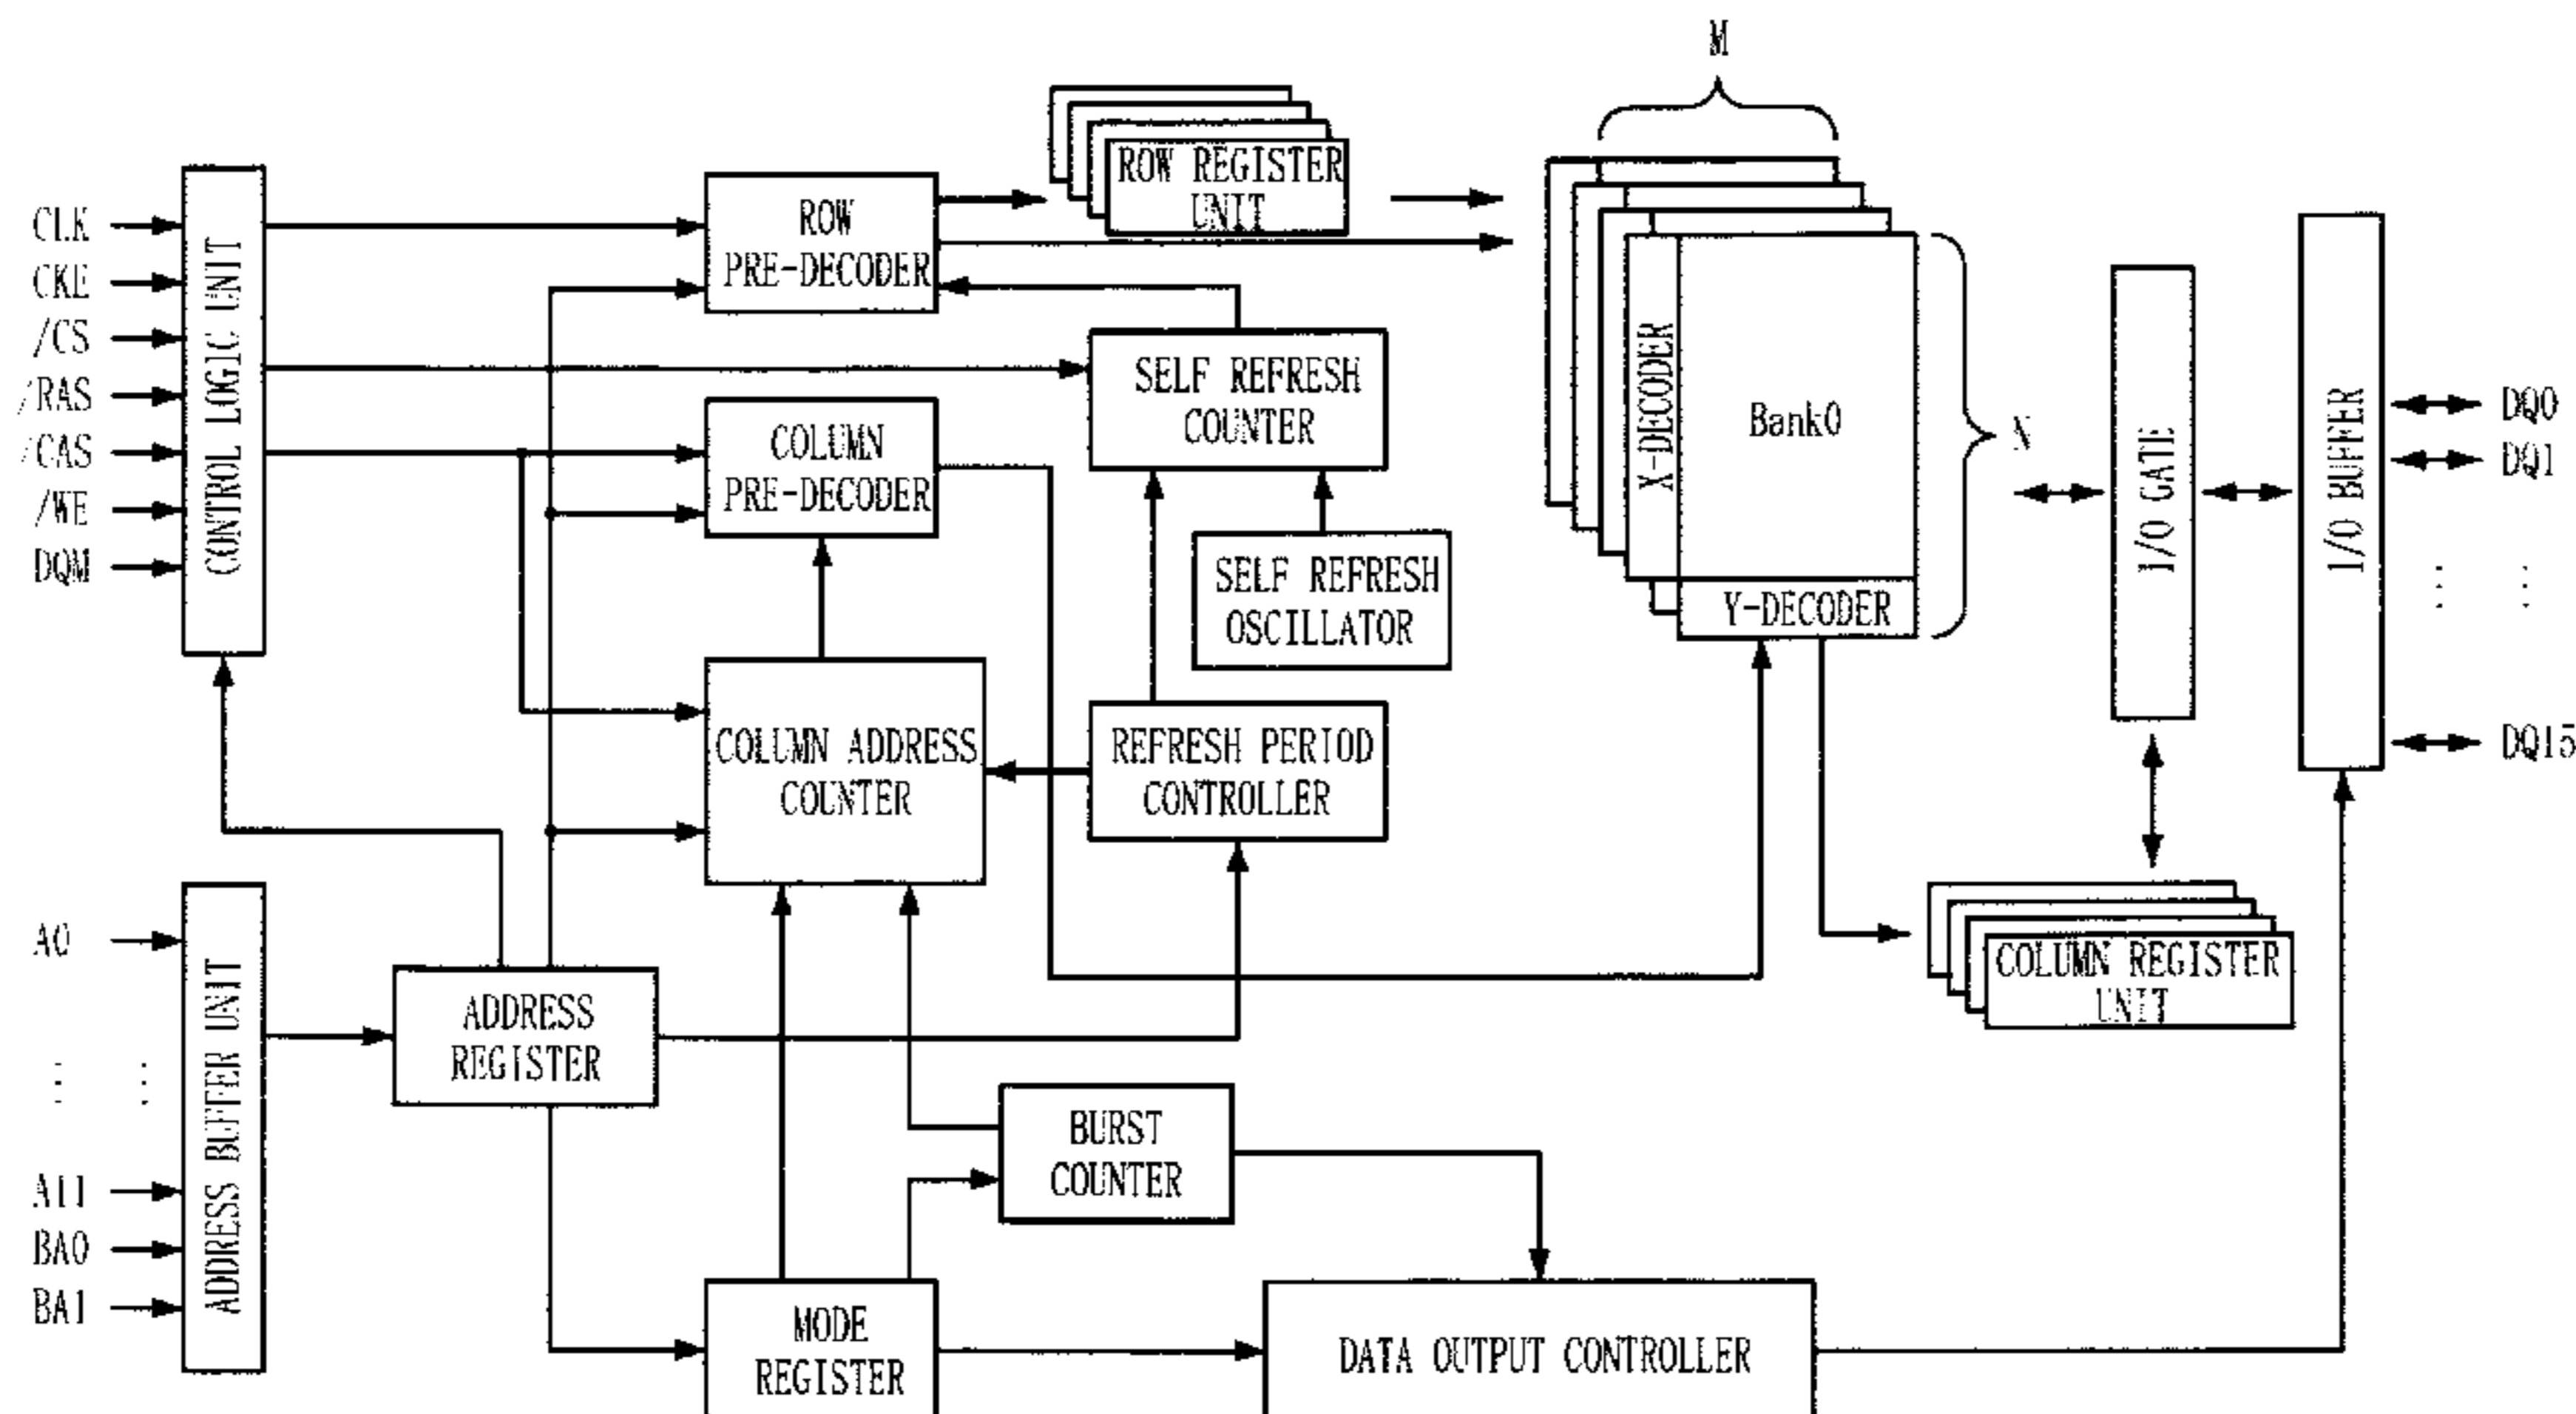 M
ROW REGISTER
UNIT
CLK
CKE
/CS
/RAS
/CAS
/WE
DQM
CONTROL LOGIC UNIT
ROW
PRE-DECODER
SELF REFRESH
COUNTER
COLUMN
PRE-DECODER
SELF REFRESH
OSCILLATOR
X-DECODER
Bank0
Y-DECODER
N
I/O GATE
I/O BUFFER
DQ0
DQ1
DQ15
COLUMN ADDRESS
COUNTER
REFRESH PERIOD
CONTROLLER
COLUMN REGISTER
UNIT
A0
A11
BA0
BA1
ADDRESS BUFFER UNIT
ADDRESS
REGISTER
BURST
COUNTER
MODE
REGISTER
DATA OUTPUT CONTROLLER